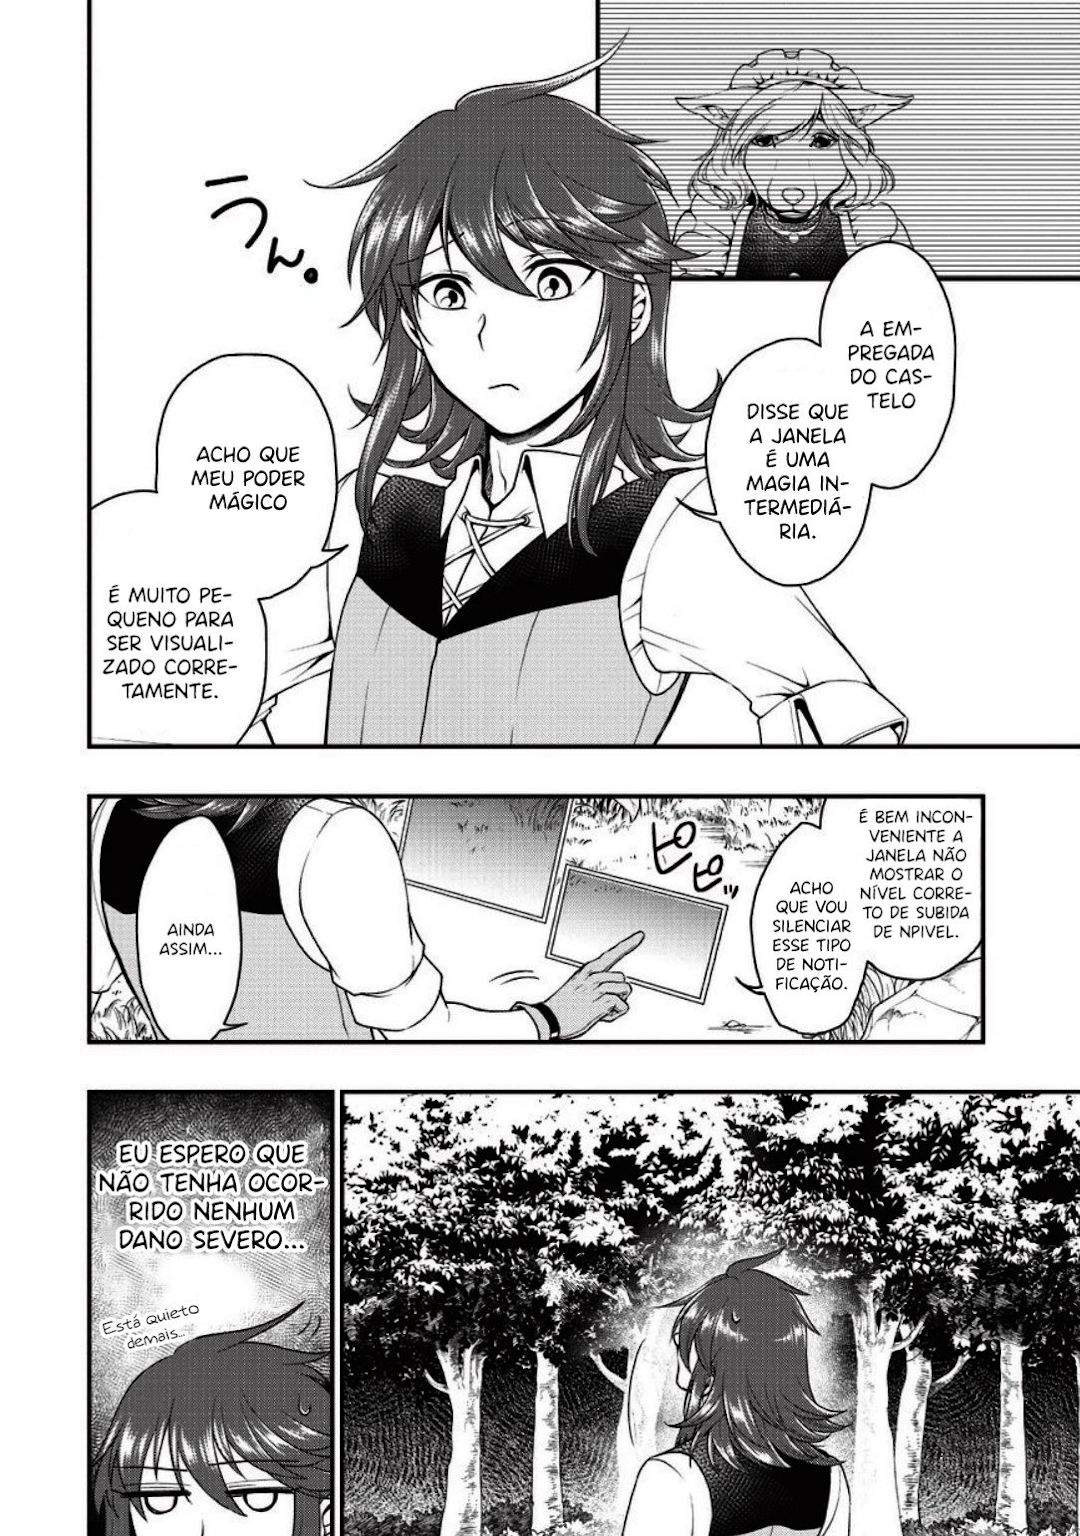 A EM-
PREGADA
DO CAS-
TELO
DISSE QUE
A JANELA
É UMA
MAGIA IN-
TERMEDIÁ-
RIA.
うん。
ACHO QUE
MEU PODER
MÁGICO
É MUITO PE-
QUENO PARA
SER VISUALI-
ZADO CORRE-
TAMENTE.
É BEM INCON-
VENIENTE A
JANELA NÃO
MOSTRAR O
NÍVEL CORRE-
TO DE SUBIDA
DE NPIVEL.
ACHO
QUE VOU
SILENCIAR
ESSE TIPO
DE NOTI-
FICAÇÃO.
ピピッ
AINDA
ASSIM...
EU ESPERO QUE
NÃO TENHA OCOR-
RIDO NENHUM
DANO SEVERO...
Está quieto
demais...